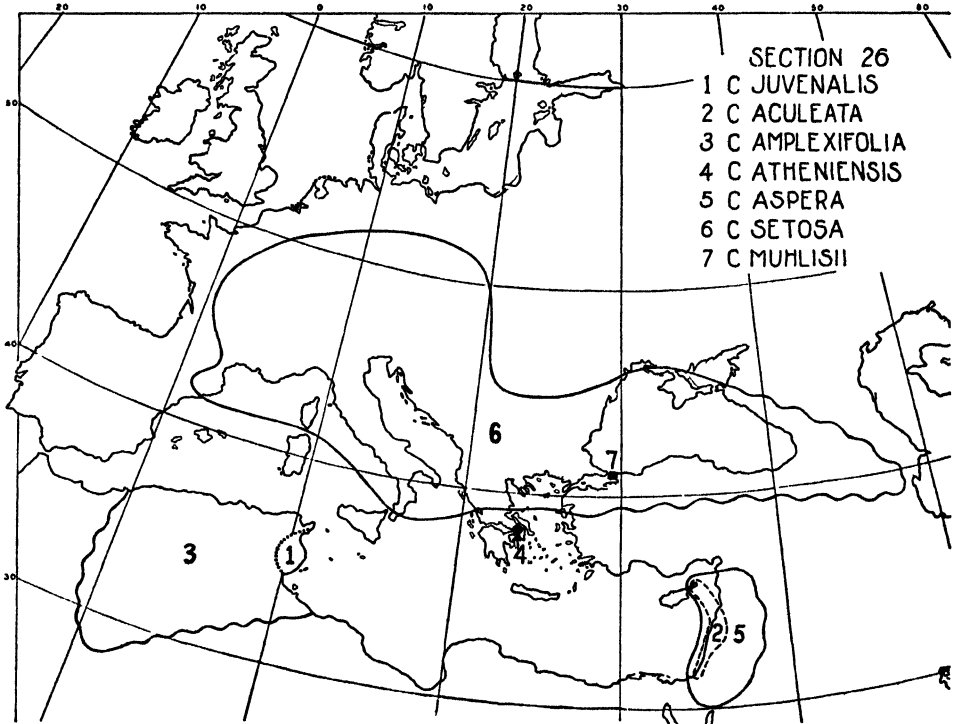 20 10 0 10 20 30 40 50 60
SECTION 26
1 C JUVENALIS
2 C ACULEATA
3 C AMPLEXIFOLIA
4 C ATHENIENSIS
5 C ASPERA
6 C SETOSA
7 C MUHLISII
50
40
6
7
3
1
4
30
2 5